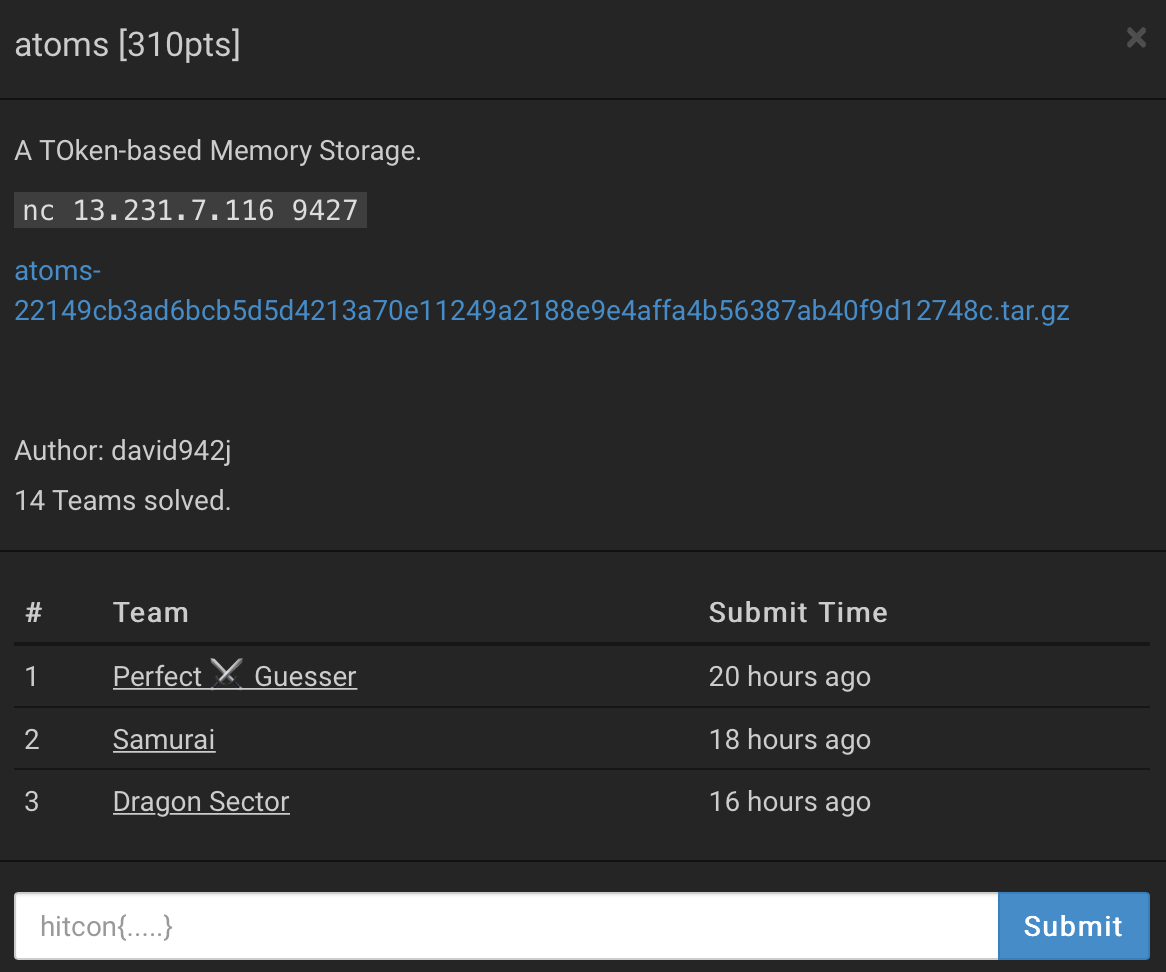 atoms [310pts]
×
A TOken-based Memory Storage.
nc 13.231.7.116 9427
atoms-
22149cb3ad6bcb5d5d4213a70e11249a2188e9e4affa4b56387ab40f9d12748c.tar.gz
Author: david942j
14 Teams solved.
# Team Submit Time
1 Perfect ⚔ Guesser 20 hours ago
2 Samurai 18 hours ago
3 Dragon Sector 16 hours ago
hitcon{.....} Submit